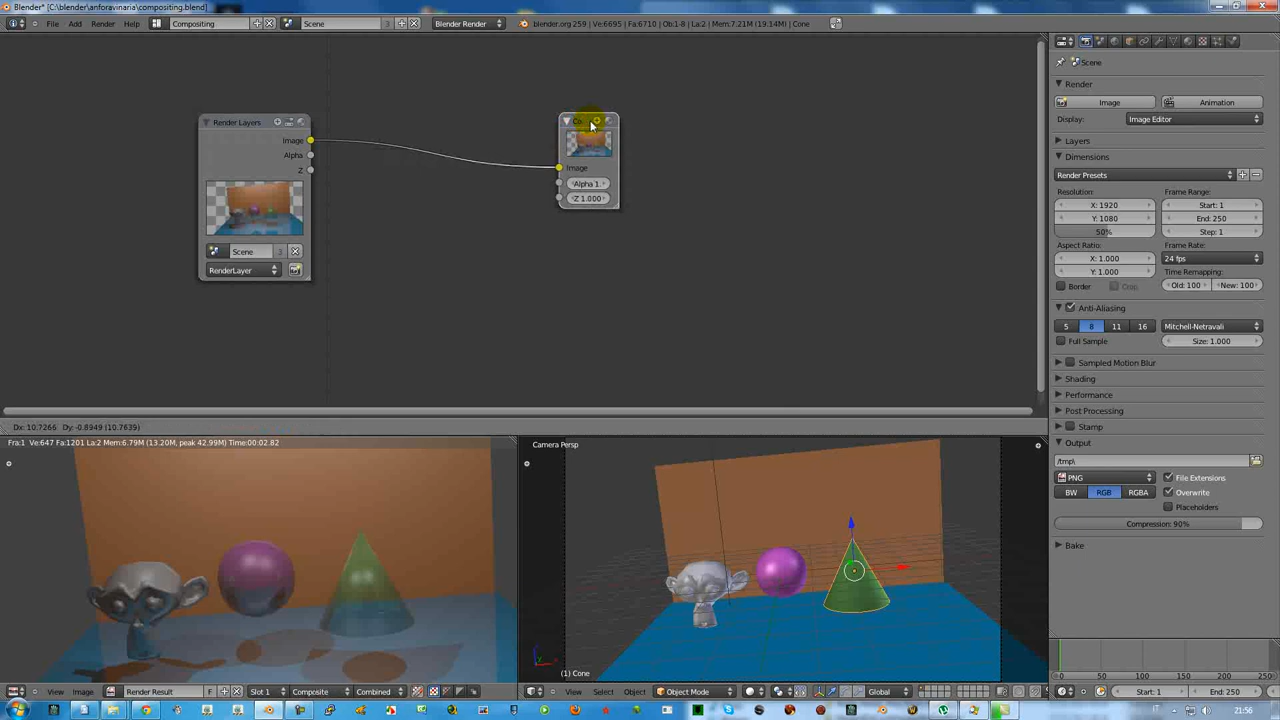 Blender* [C:\blender\anforavinaria\compositing.blend]
File Add Render Help Compositing Scene 3 Blender Render blender.org 259 | Ve:6695 | Fa:6710 | Ob:1-8 | La:2 | Mem:7.21M (19.14M) | Cone
Render Layers
Image
Alpha
Z
Scene 3
RenderLayer
Image
Alpha 1.
Z 1.000
Dx: 10.7266 Dy: -0.8949 (10.7639)
Fra:1 Ve:647 Fa:1201 La:2 Mem:6.79M (13.20M, peak 42.99M) Time:00:02.82
View Image Render Result F Slot 1 Composite Combined
Camera Persp
(1) Cone
View Select Object Object Mode Global
Scene
Render
Image Animation
Display: Image Editor
Layers
Dimensions
Render Presets
Resolution: Frame Range:
X: 1920 Start: 1
Y: 1080 End: 250
50% Step: 1
Aspect Ratio: Frame Rate:
X: 1.000 24 fps
Y: 1.000 Time Remapping:
Border Crop Old: 100 New: 100
Anti-Aliasing
5 8 11 16 Mitchell-Netravali
Full Sample Size: 1.000
Sampled Motion Blur
Shading
Performance
Post Processing
Stamp
Output
/tmp\
PNG File Extensions
BW RGB RGBA Overwrite
Placeholders
Compression: 90%
Bake
0 50 100 150 200 250
Start: 1 End: 250
IT 21:56